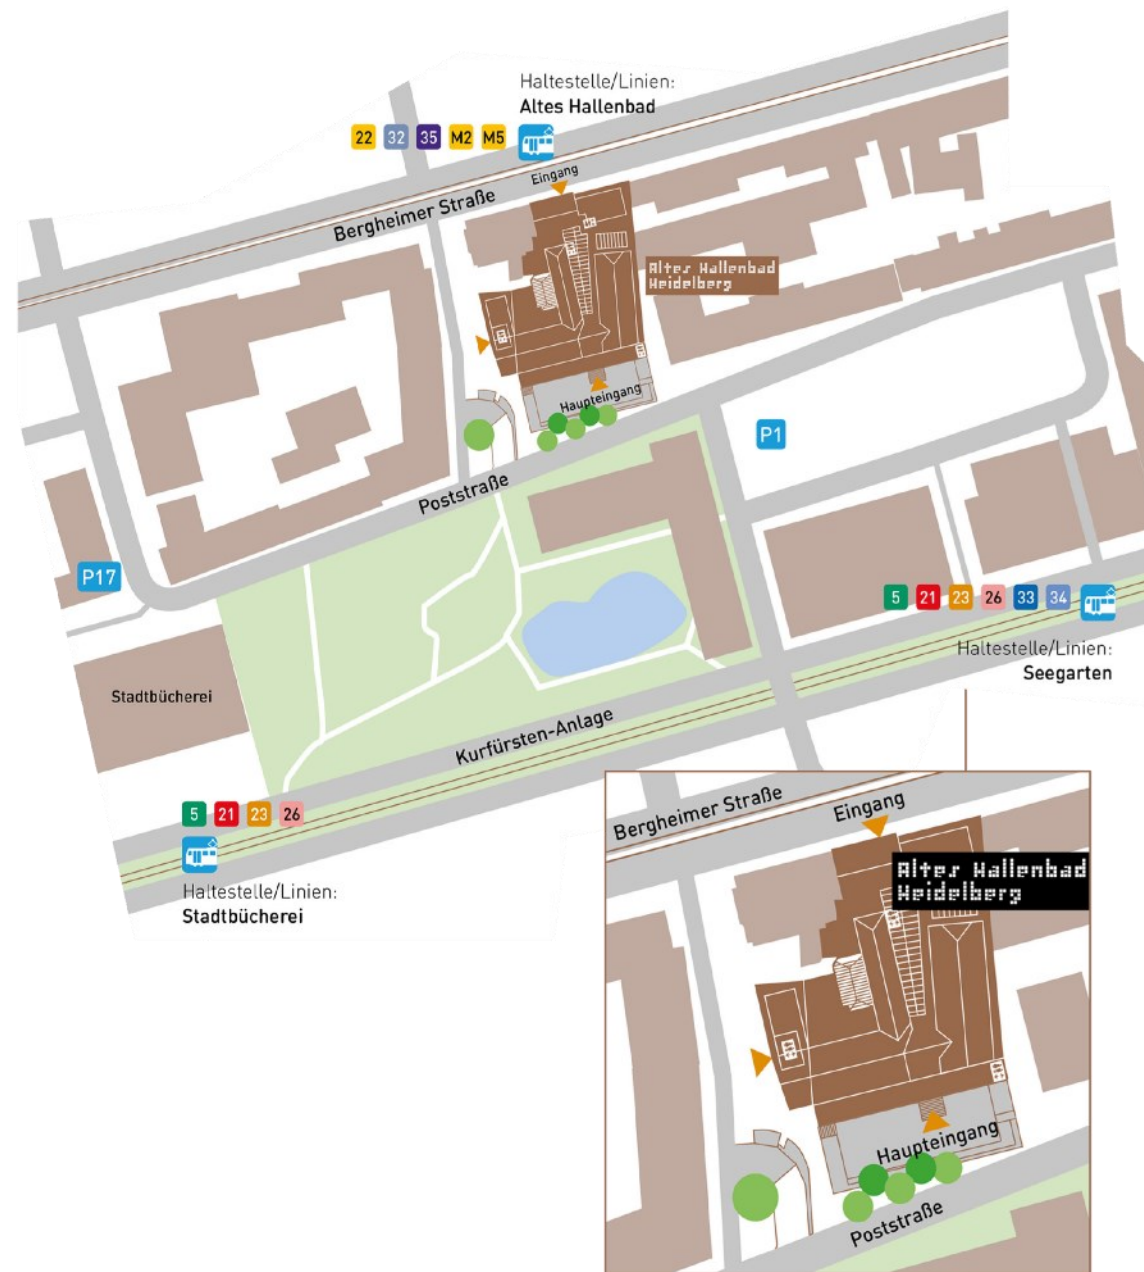 Haltestelle/Linien:
Altes Hallenbad
22 32 35 M2 M5
Eingang
Bergheimer Straße
Altes Hallenbad
Heidelberg
Haupteingang
P1
Poststraße
P17
5 21 23 26 33 34
Haltestelle/Linien:
Seegarten
Stadtbücherei
Kurfürsten-Anlage
5 21 23 26
Haltestelle/Linien:
Stadtbücherei
Bergheimer Straße
Eingang
Altes Hallenbad
Heidelberg
Haupteingang
Poststraße